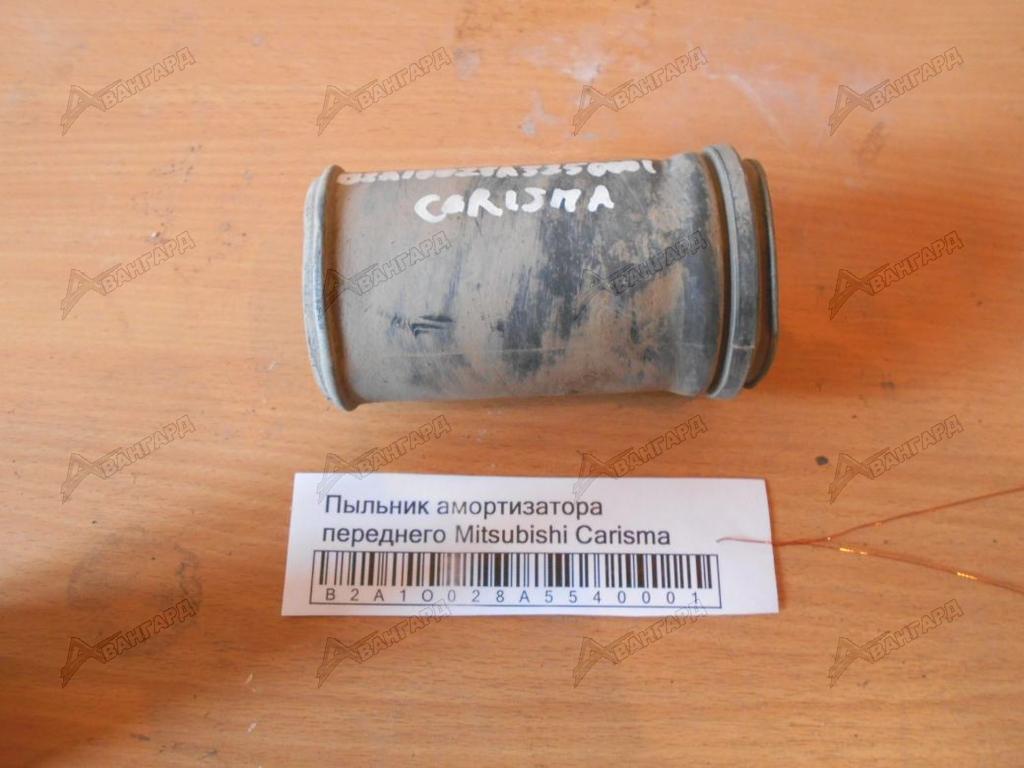 CARISMA
Пыльник амортизатора
переднего Mitsubishi Carisma
B2A1O028A5540001
АВАНГАРД